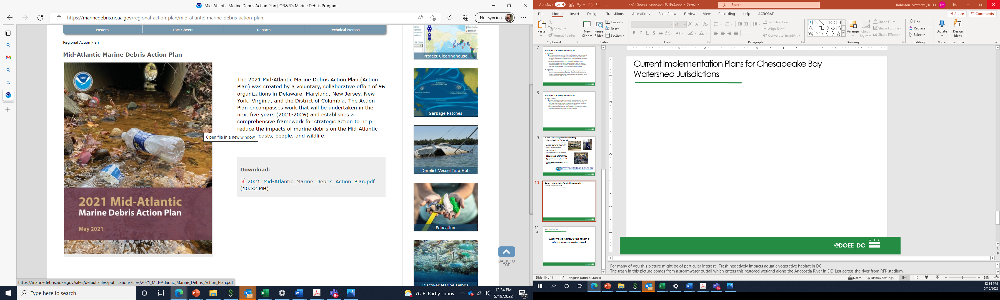 Mid-Atlantic Marine Debris Action Plan | OR&R's Marine Debris Program
https://marinedebris.noaa.gov/regional-action-plan/mid-atlantic-marine-debris-action-plan
Not syncing
Posters Fact Sheets Reports Technical Memos
Regional Action Plan
Mid-Atlantic Marine Debris Action Plan
NOAA
2021 Mid-Atlantic
Marine Debris Action Plan
May 2021
The 2021 Mid-Atlantic Marine Debris Action Plan (Action
Plan) was created by a voluntary, collaborative effort of 96
organizations in Delaware, Maryland, New Jersey, New
York, Virginia, and the District of Columbia. The Action
Plan encompasses work that will be undertaken in the
next five years (2021-2026) and establishes a
comprehensive framework for strategic action to help
reduce the impacts of marine debris on the Mid-Atlantic
oasts, people, and wildlife.
Open file in a new window
Download:
2021_Mid-Atlantic_Marine_Debris_Action_Plan.pdf
(10.32 MB)
Project Clearinghouse
Garbage Patches
Derelict Vessel Info Hub
Education
Discover Marine Debris
BACK TO
TOP
https://marinedebris.noaa.gov/sites/default/files/publications-files/2021_Mid-Atlantic_Marine_Debris_Action_Plan.pdf
Type here to search
76°F Partly sunny
12:34 PM
5/19/2022
27
AutoSave On
PPAT_Source_Reduction_051922.pptx - Saved
Search
Robinson, Matthew (DOEE) RM
File Home Insert Design Transitions Animations Slide Show Review View Recording Help ACROBAT
Share Comments
Paste
Cut
Copy
Format Painter
Clipboard
New
Slide
Reuse
Slides
Layout
Reset
Section
Slides
24
Font
Text Direction
Align Text
Convert to SmartArt
Paragraph
Arrange
Quick
Styles
Shape Fill
Shape Outline
Shape Effects
Drawing
Find
Replace
Select
Editing
Dictate
Voice
Design
Ideas
Designer
7
Examples of Pathway Interventions
8
Examples of Pathway Interventions
9
Prevent Balloon Litter.org
10
Current Implementation Plans for Chesapeake Bay
Watershed Jurisdictions
11
BIG QUESTION...
Can we seriously start talking
about source reduction?
Current Implementation Plans for Chesapeake Bay
Watershed Jurisdictions
@DOEE_DC
For many of you this picture might be of particular interest. Trash negatively impacts aquatic vegetative habitat in DC.
The trash in this picture comes from a stormwater outfall which enters this restored wetland along the Anacostia River in DC, just across the river from RFK stadium.
Slide 10 of 11 English (United States)
Notes Display Settings 98%
12:34 PM
5/19/2022